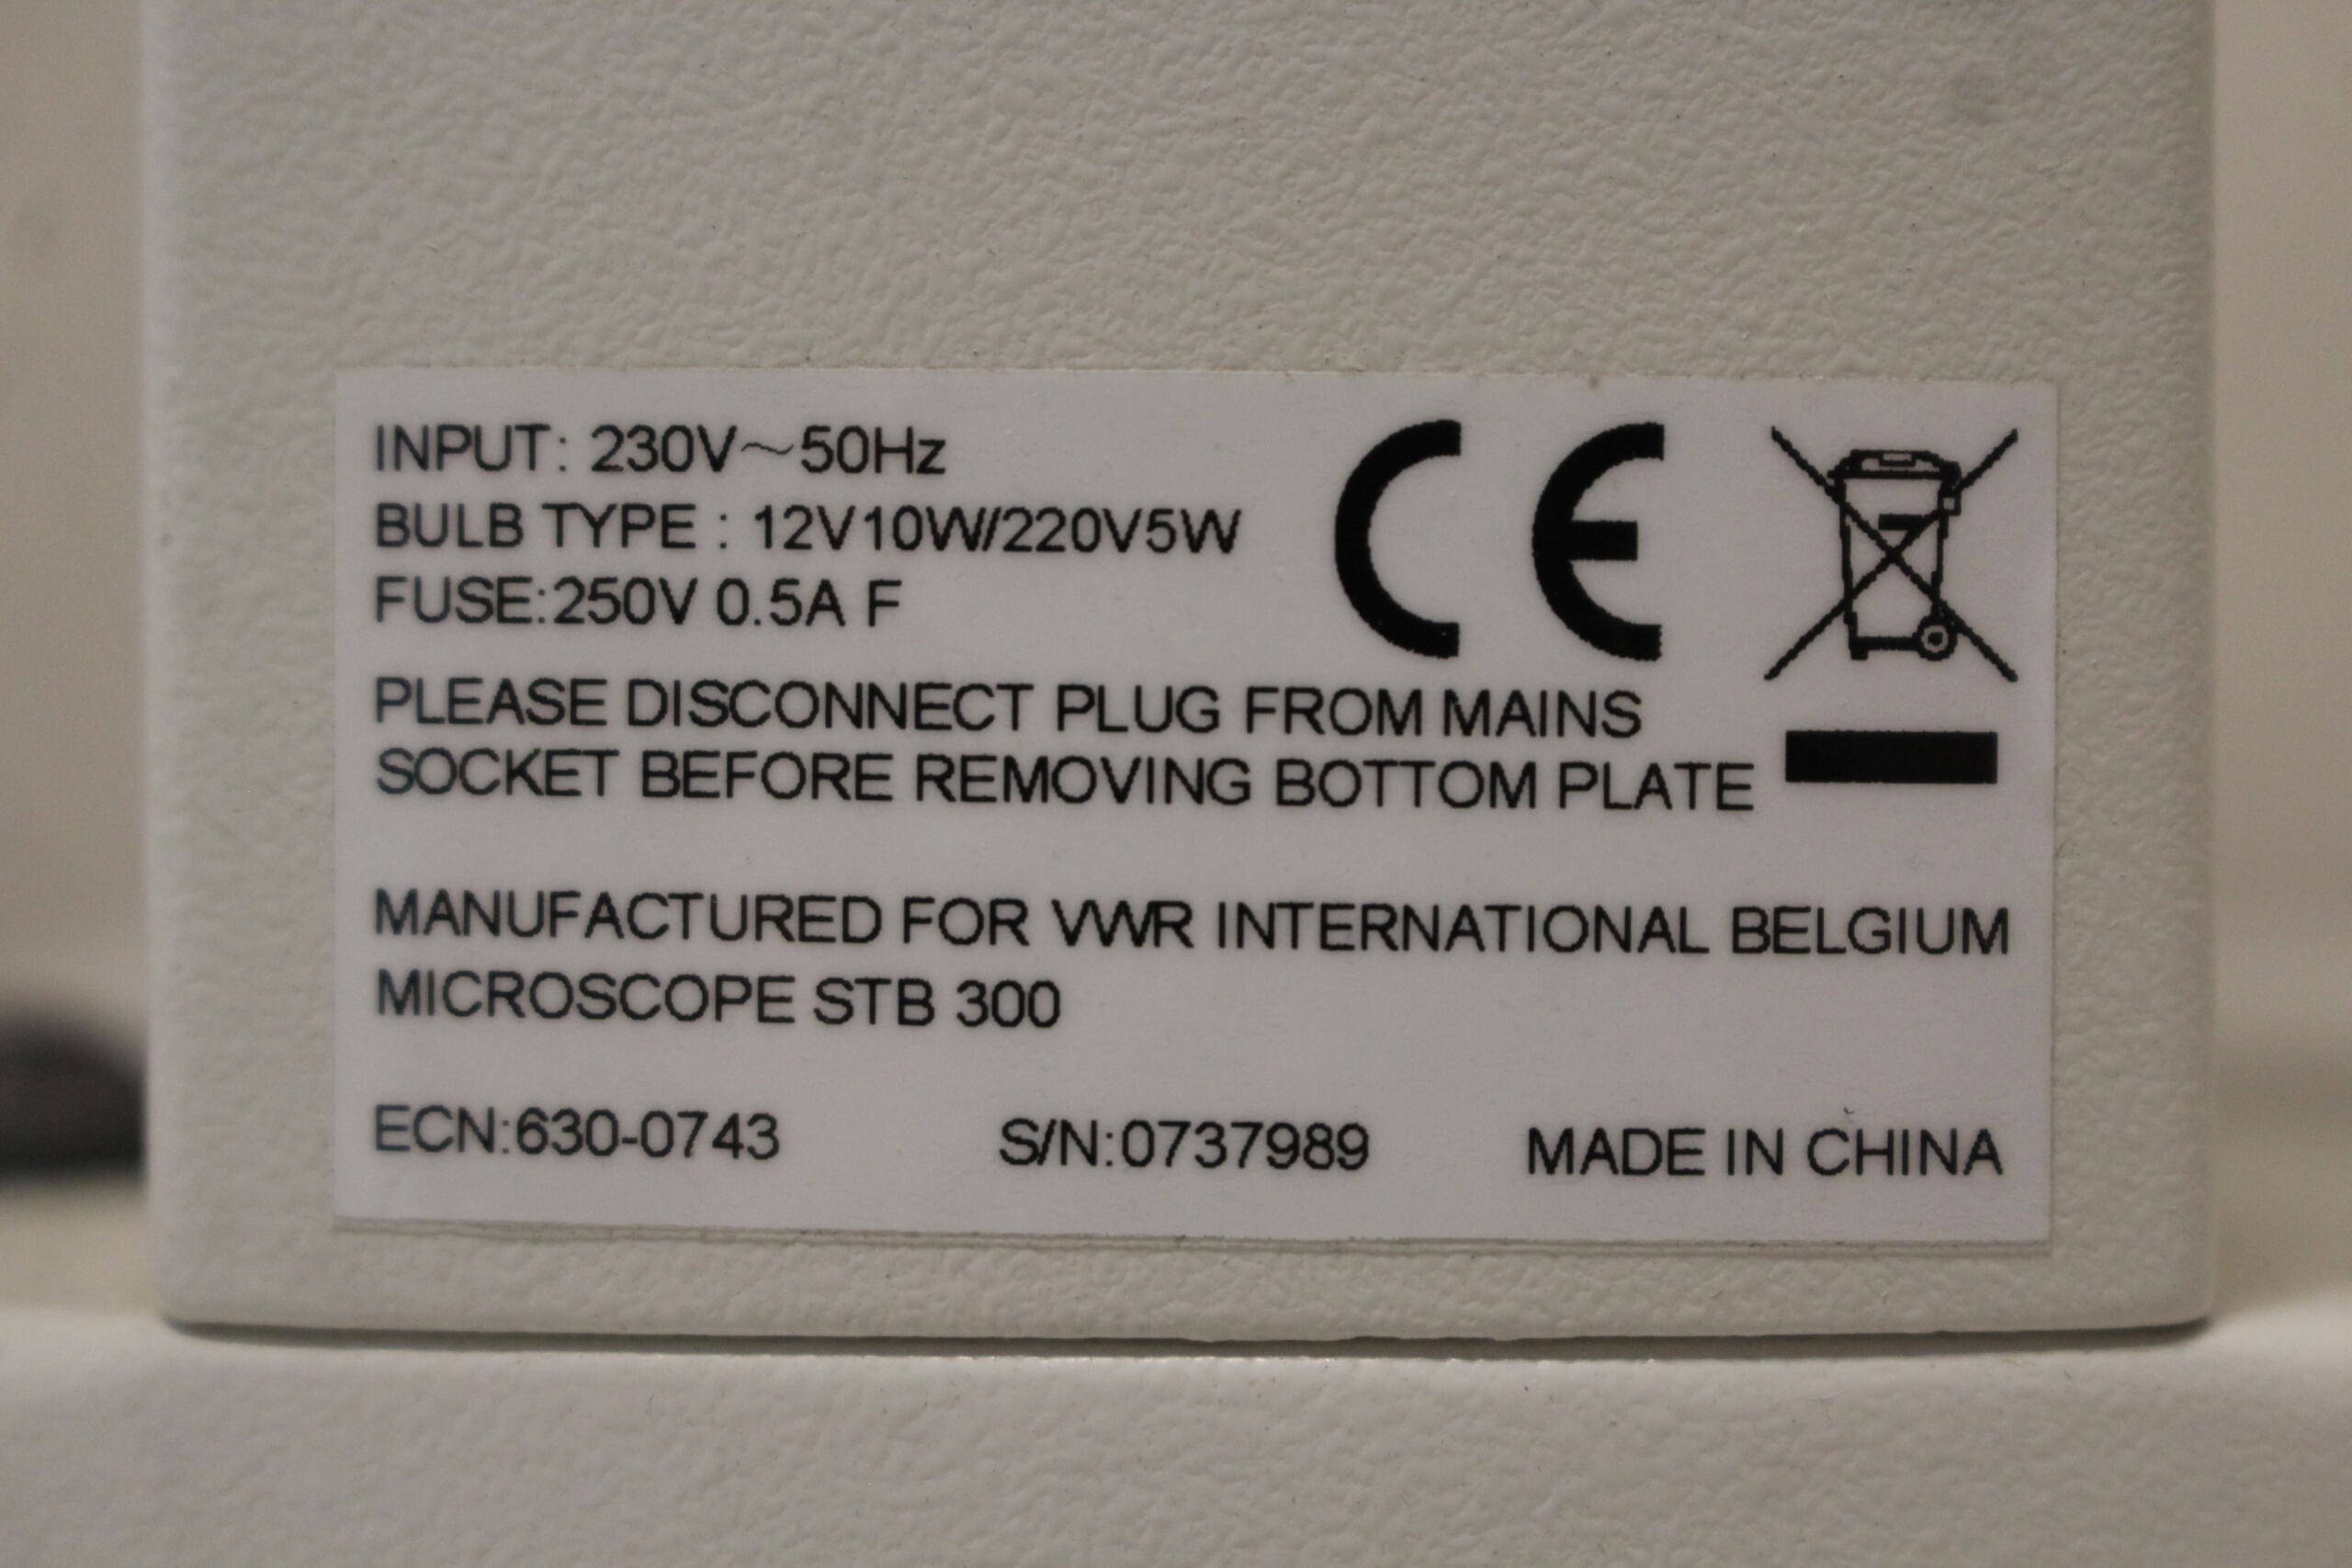 INPUT: 230V~50Hz
BULB TYPE : 12V10W/220V5W
FUSE:250V 0.5A F
CE
PLEASE DISCONNECT PLUG FROM MAINS
SOCKET BEFORE REMOVING BOTTOM PLATE
MANUFACTURED FOR VWR INTERNATIONAL BELGIUM
MICROSCOPE STB 300
ECN:630-0743 S/N:0737989 MADE IN CHINA